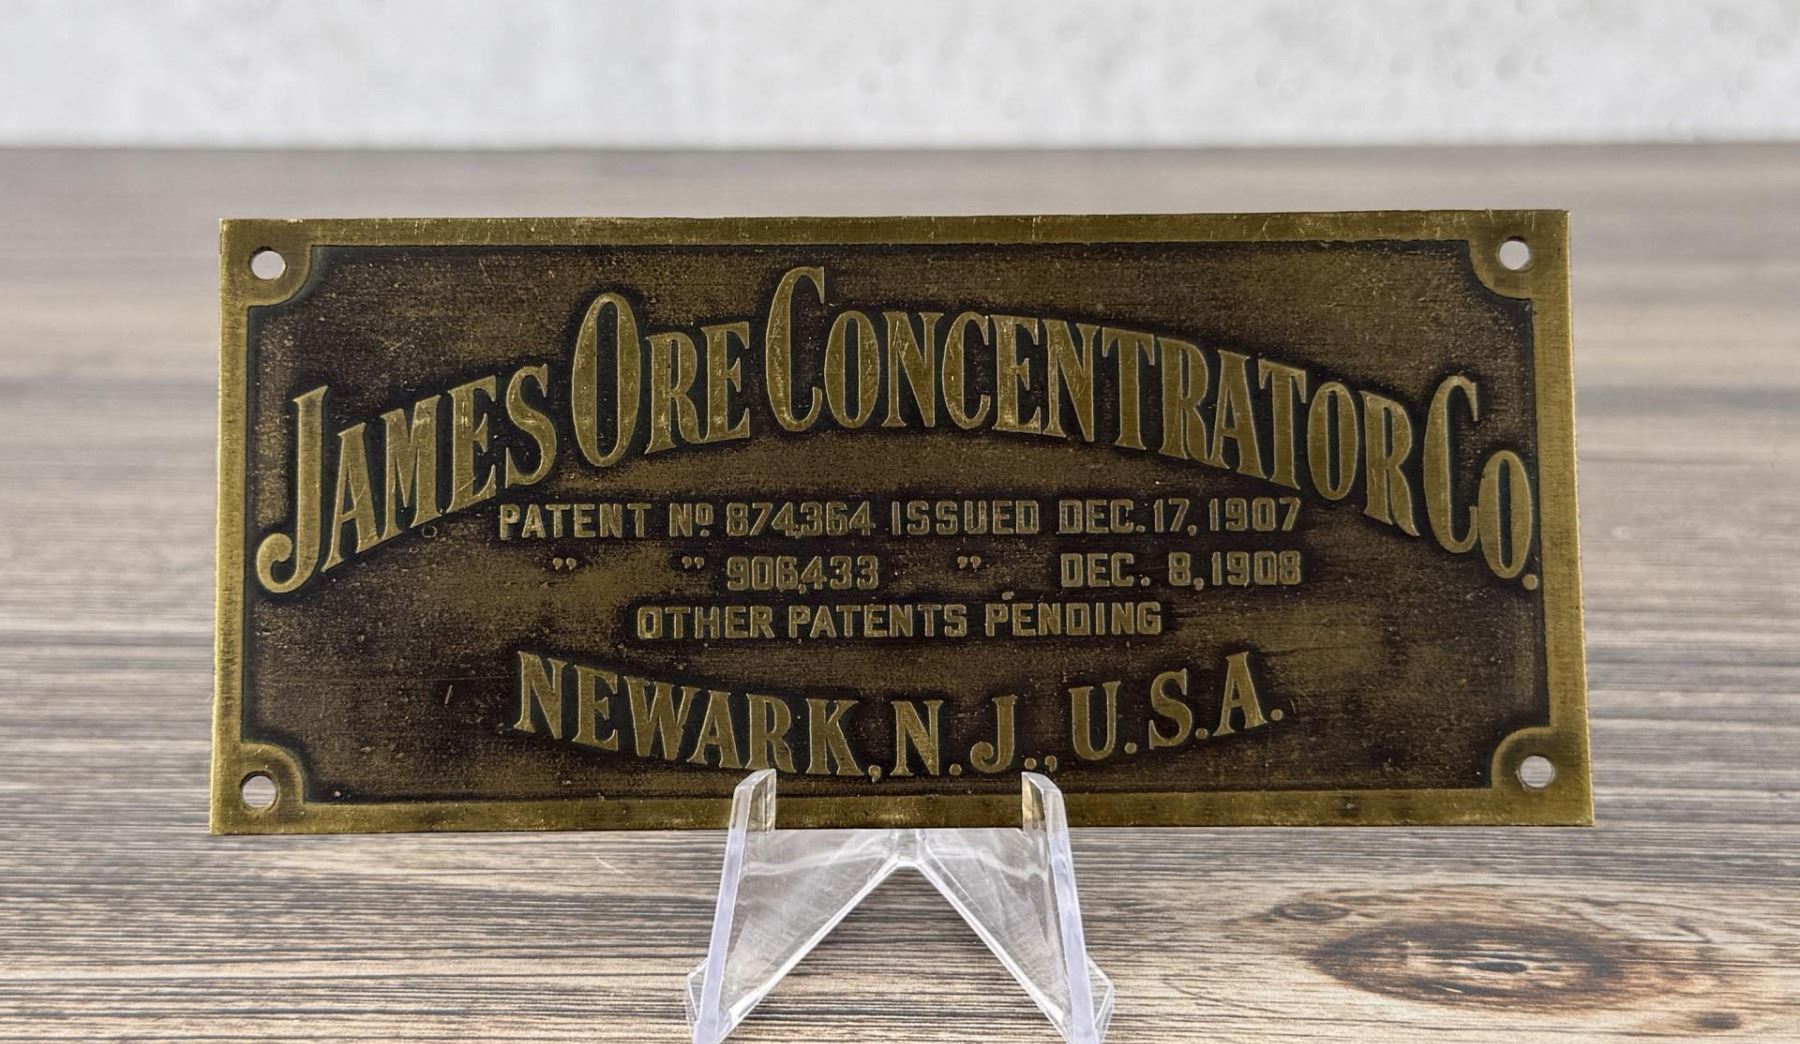 JAMES ORE CONCENTRATOR CO.
PATENT Nº 874,364 ISSUED DEC. 17, 1907
” ” 906,433 ” DEC. 8, 1908
OTHER PATENTS PENDING
NEWARK, N. J., U.S.A.